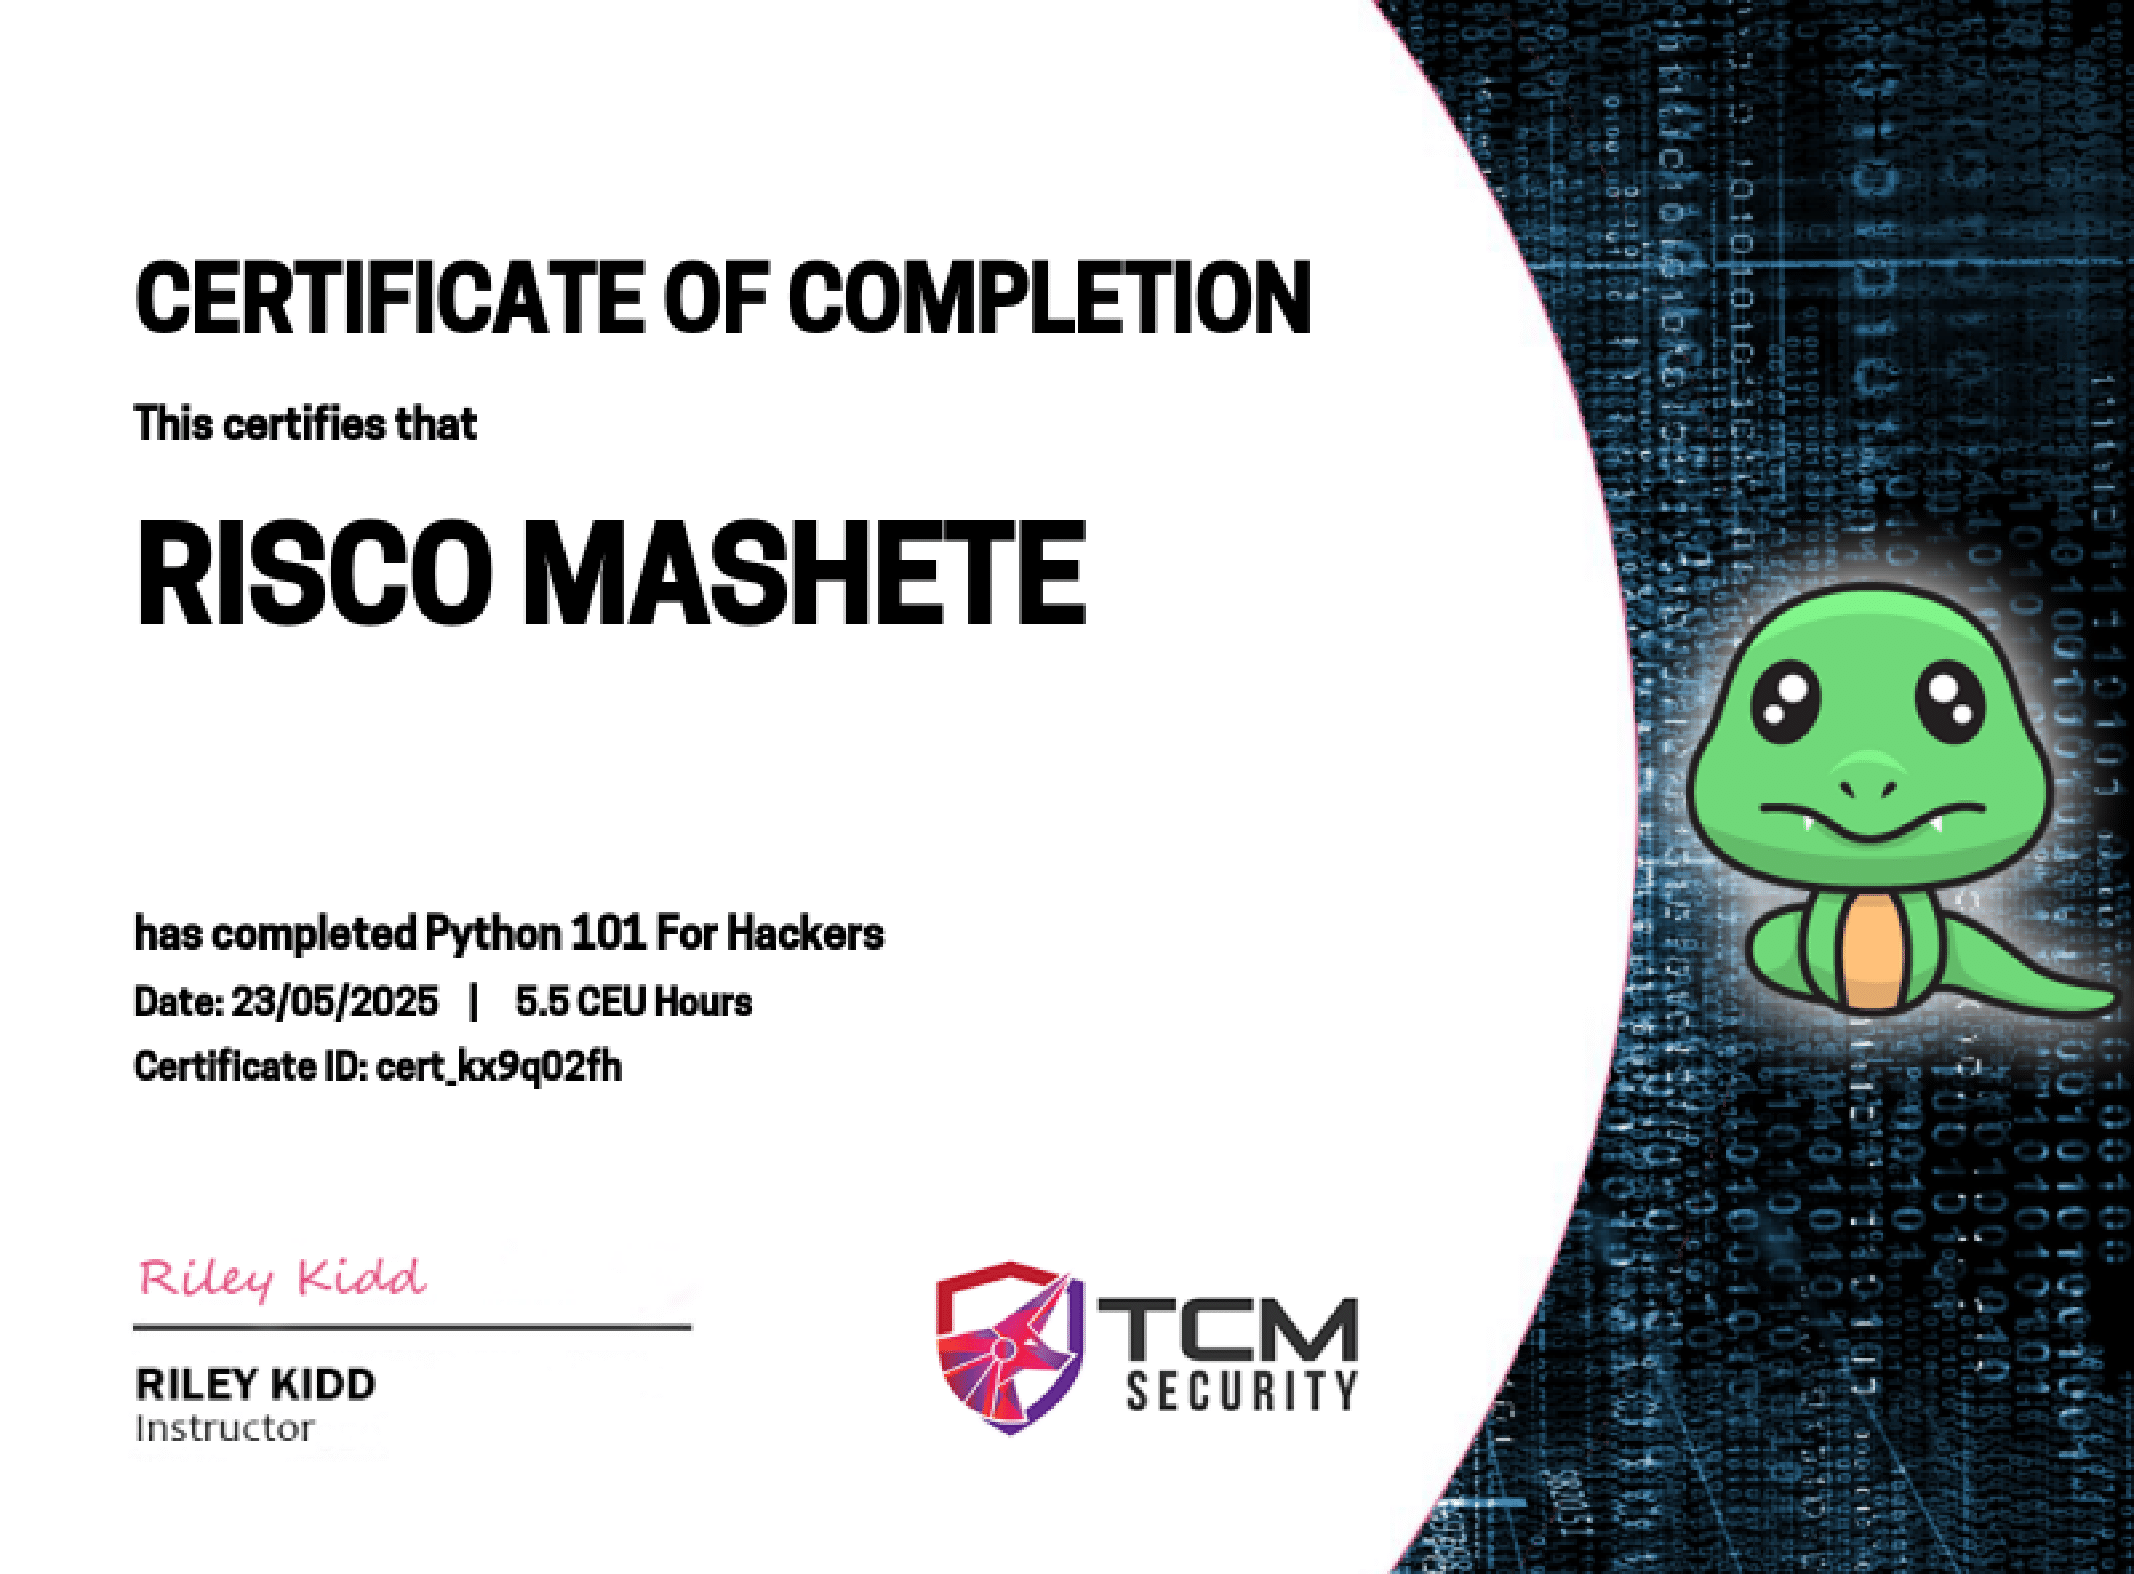 CERTIFICATE OF COMPLETION
This certifies that
RISCO MASHETE
has completed Python 101 For Hackers
Date: 23/05/2025 | 5.5 CEU Hours
Certificate ID: cert_kx9q02fh
Riley Kidd
RILEY KIDD
Instructor
TCM
SECURITY